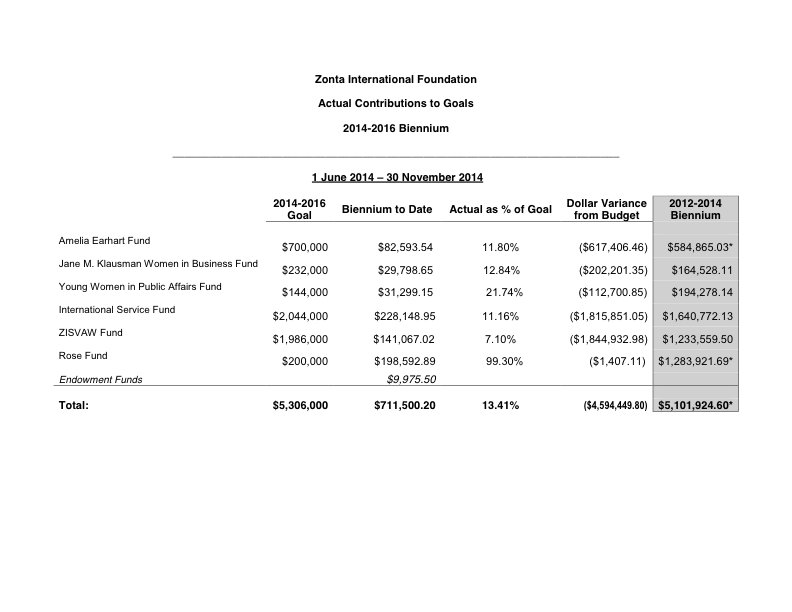 Zonta International Foundation
Actual Contributions to Goals
2014-2016 Biennium
1 June 2014 – 30 November 2014
2014-2016 Goal Biennium to Date Actual as % of Goal Dollar Variance from Budget 2012-2014 Biennium
Amelia Earhart Fund $700,000 $82,593.54 11.80% ($617,406.46) $584,865.03*
Jane M. Klausman Women in Business Fund $232,000 $29,798.65 12.84% ($202,201.35) $164,528.11
Young Women in Public Affairs Fund $144,000 $31,299.15 21.74% ($112,700.85) $194,278.14
International Service Fund $2,044,000 $228,148.95 11.16% ($1,815,851.05) $1,640,772.13
ZISVAW Fund $1,986,000 $141,067.02 7.10% ($1,844,932.98) $1,233,559.50
Rose Fund $200,000 $198,592.89 99.30% ($1,407.11) $1,283,921.69*
Endowment Funds $9,975.50
Total: $5,306,000 $711,500.20 13.41% ($4,594,449.80) $5,101,924.60*